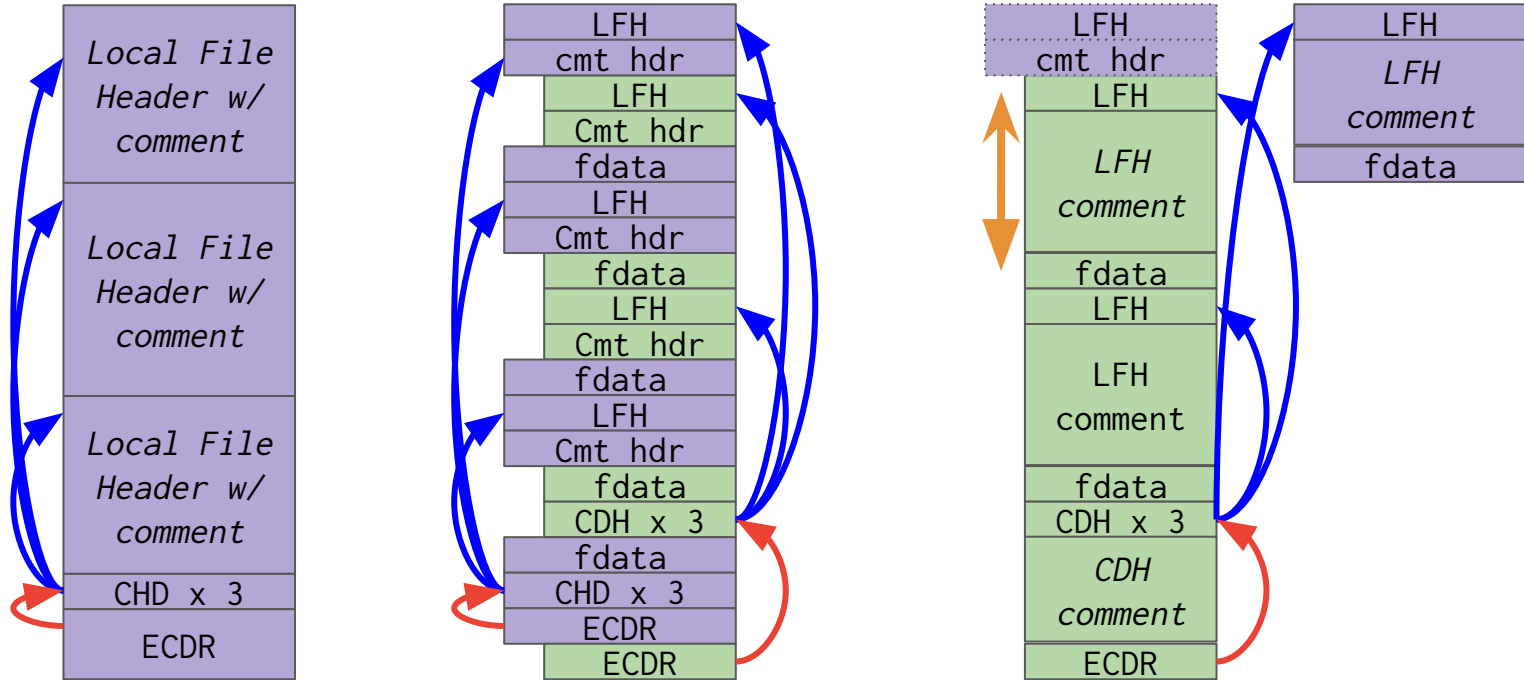 Local File
Header w/
comment
Local File
Header w/
comment
Local File
Header w/
comment
CHD x 3
ECDR
LFH
cmt hdr
LFH
Cmt hdr
fdata
LFH
Cmt hdr
fdata
LFH
Cmt hdr
fdata
LFH
Cmt hdr
fdata
CDH x 3
fdata
CHD x 3
ECDR
ECDR
LFH
cmt hdr
LFH
LFH
comment
fdata
LFH
LFH
comment
fdata
CDH x 3
CDH
comment
ECDR
LFH
LFH
comment
fdata